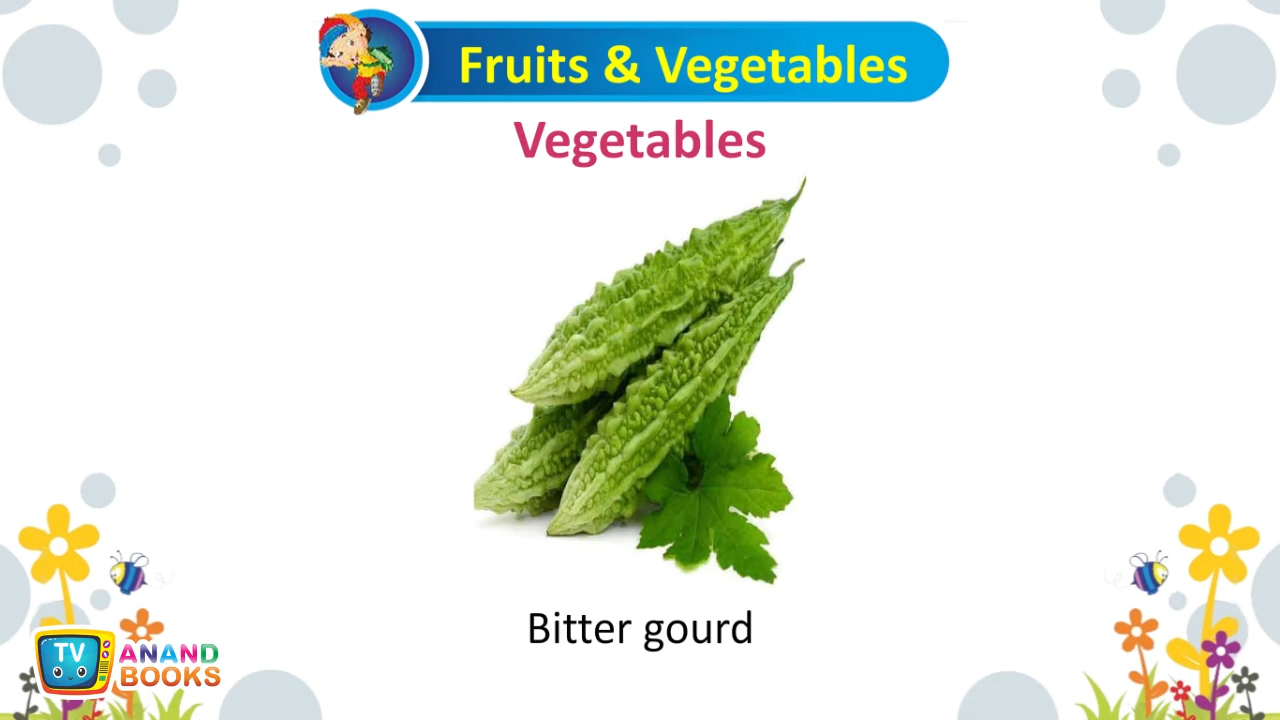 Fruits & Vegetables
Vegetables
Bitter gourd
TV
ANAND
BOOKS